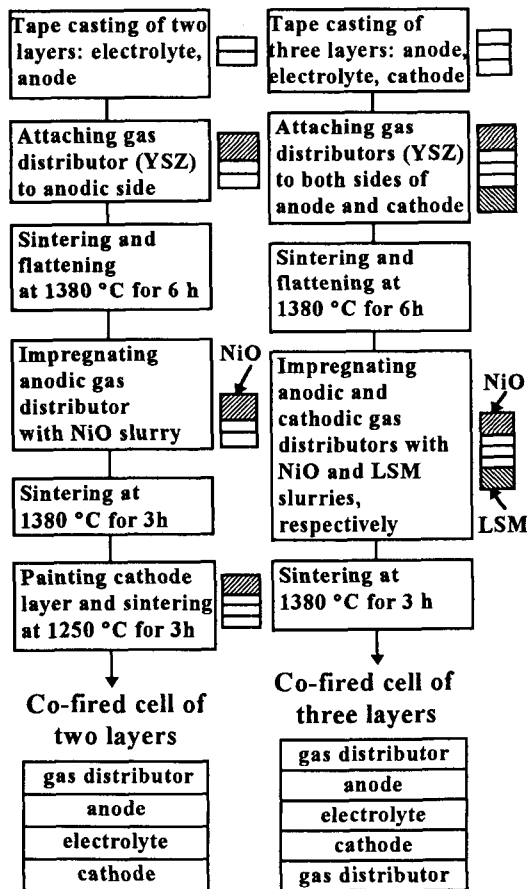 Tape casting of two
layers: electrolyte,
anode
Attaching gas
distributor (YSZ)
to anodic side
Sintering and
flattening
at 1380 °C for 6 h
Impregnating
anodic gas
distributor
with NiO slurry
NiO
Sintering at
1380 °C for 3h
Painting cathode
layer and sintering
at 1250 °C for 3h
Co-fired cell of
two layers
gas distributor
anode
electrolyte
cathode
Tape casting of
three layers: anode,
electrolyte, cathode
Attaching gas
distributors (YSZ)
to both sides of
anode and cathode
Sintering and
flattening at
1380 °C for 6h
Impregnating
anodic and
cathodic gas
distributors with
NiO and LSM
slurries,
respectively
NiO
LSM
Sintering at
1380 °C for 3 h
Co-fired cell of
three layers
gas distributor
anode
electrolyte
cathode
gas distributor